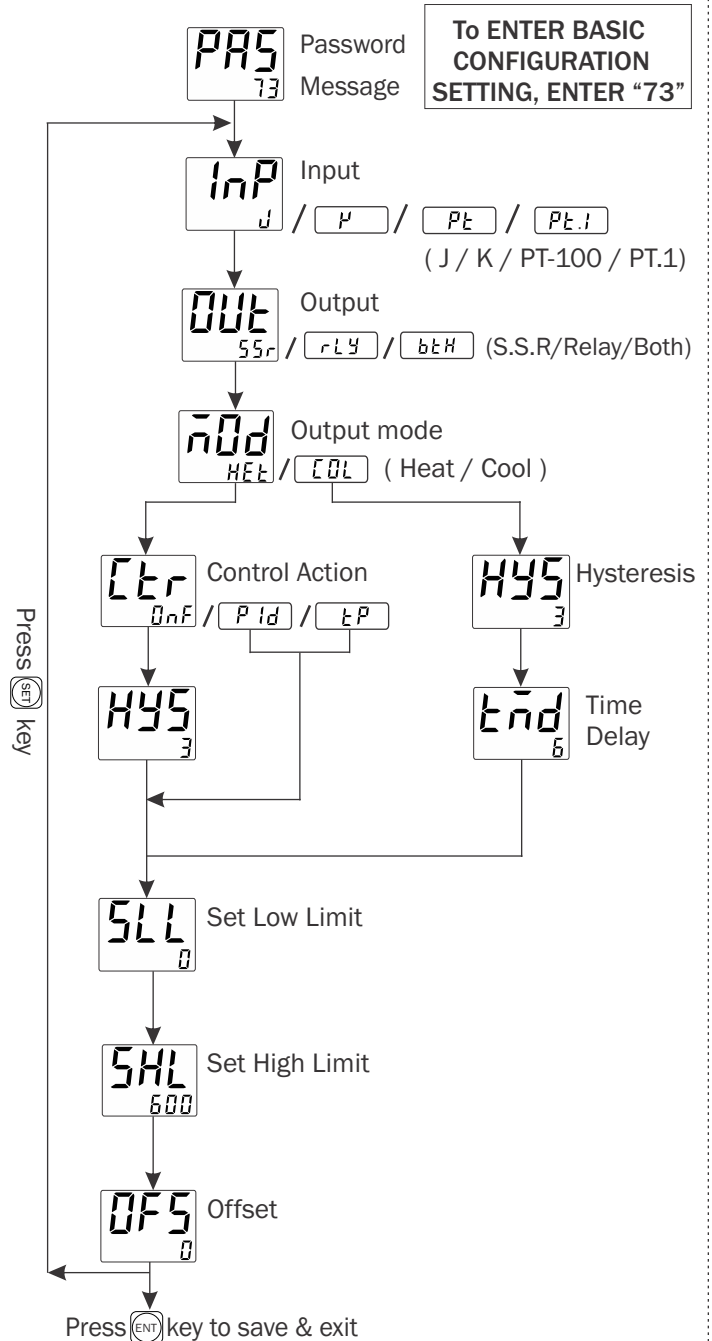 PAS
73
Password
Message
To ENTER BASIC
CONFIGURATION
SETTING, ENTER “73”
InP
J / K / Pt / Pt.1
Input
( J / K / PT-100 / PT.1)
OUt
SSr / rLY / btH (S.S.R/Relay/Both)
Output
mOd
HEt / COL ( Heat / Cool )
Output mode
Ctr
OnF / PId / tP
Control Action
HYS
3
Hysteresis
HYS
3
tmd
6
Time
Delay
Press SET key
SLL
0
Set Low Limit
SHL
600
Set High Limit
OFS
0
Offset
Press ENT key to save & exit